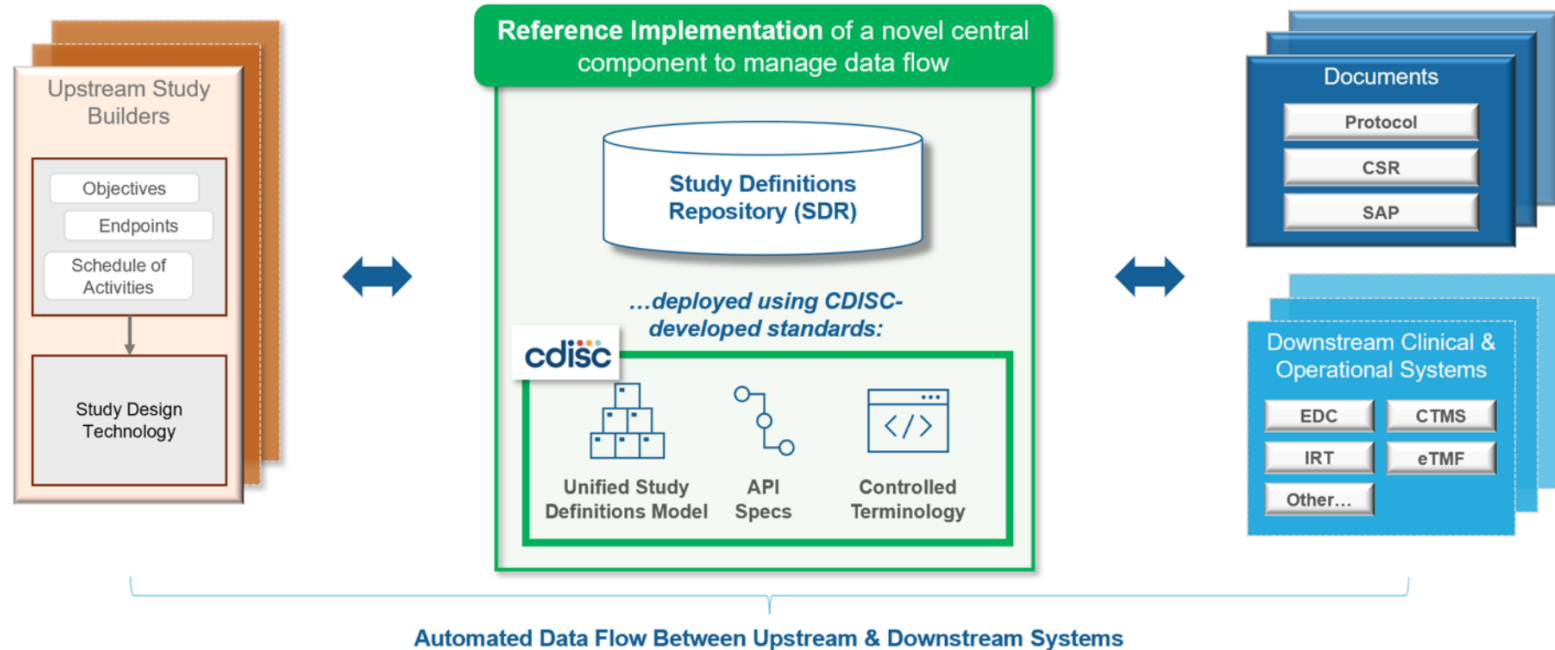 Upstream Study
Builders
Objectives
Endpoints
Schedule of
Activities
Study Design
Technology
Reference Implementation of a novel central
component to manage data flow
Study Definitions
Repository (SDR)
...deployed using CDISC-
developed standards:
cdisc
</>
Unified Study
Definitions Model
API
Specs
Controlled
Terminology
Documents
Protocol
CSR
SAP
Downstream Clinical &
Operational Systems
EDC
CTMS
IRT
eTMF
Other...
Automated Data Flow Between Upstream & Downstream Systems